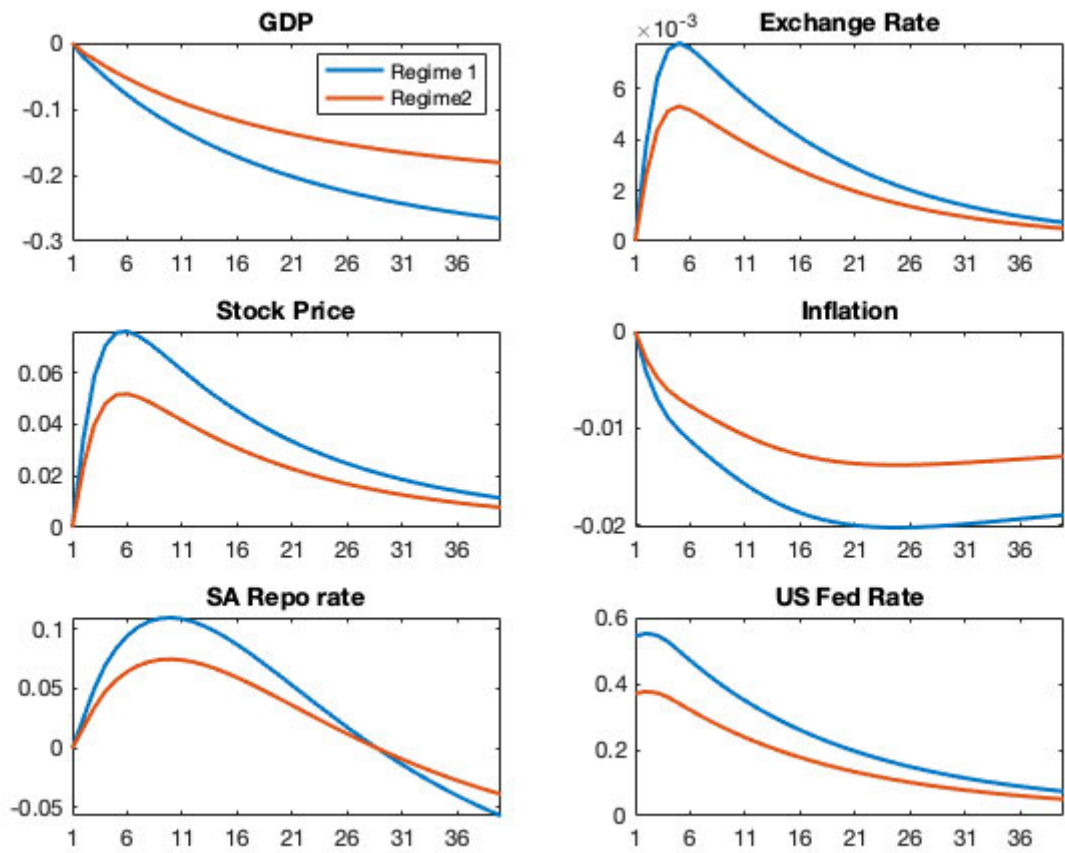 GDP
0
-0.1
-0.2
-0.3
1 6 11 16 21 26 31 36
Regime 1
Regime2
Exchange Rate
×10-3
6
4
2
0
1 6 11 16 21 26 31 36
Stock Price
0.06
0.04
0.02
0
1 6 11 16 21 26 31 36
Inflation
0
-0.01
-0.02
1 6 11 16 21 26 31 36
SA Repo rate
0.1
0.05
0
-0.05
1 6 11 16 21 26 31 36
US Fed Rate
0.6
0.4
0.2
0
1 6 11 16 21 26 31 36